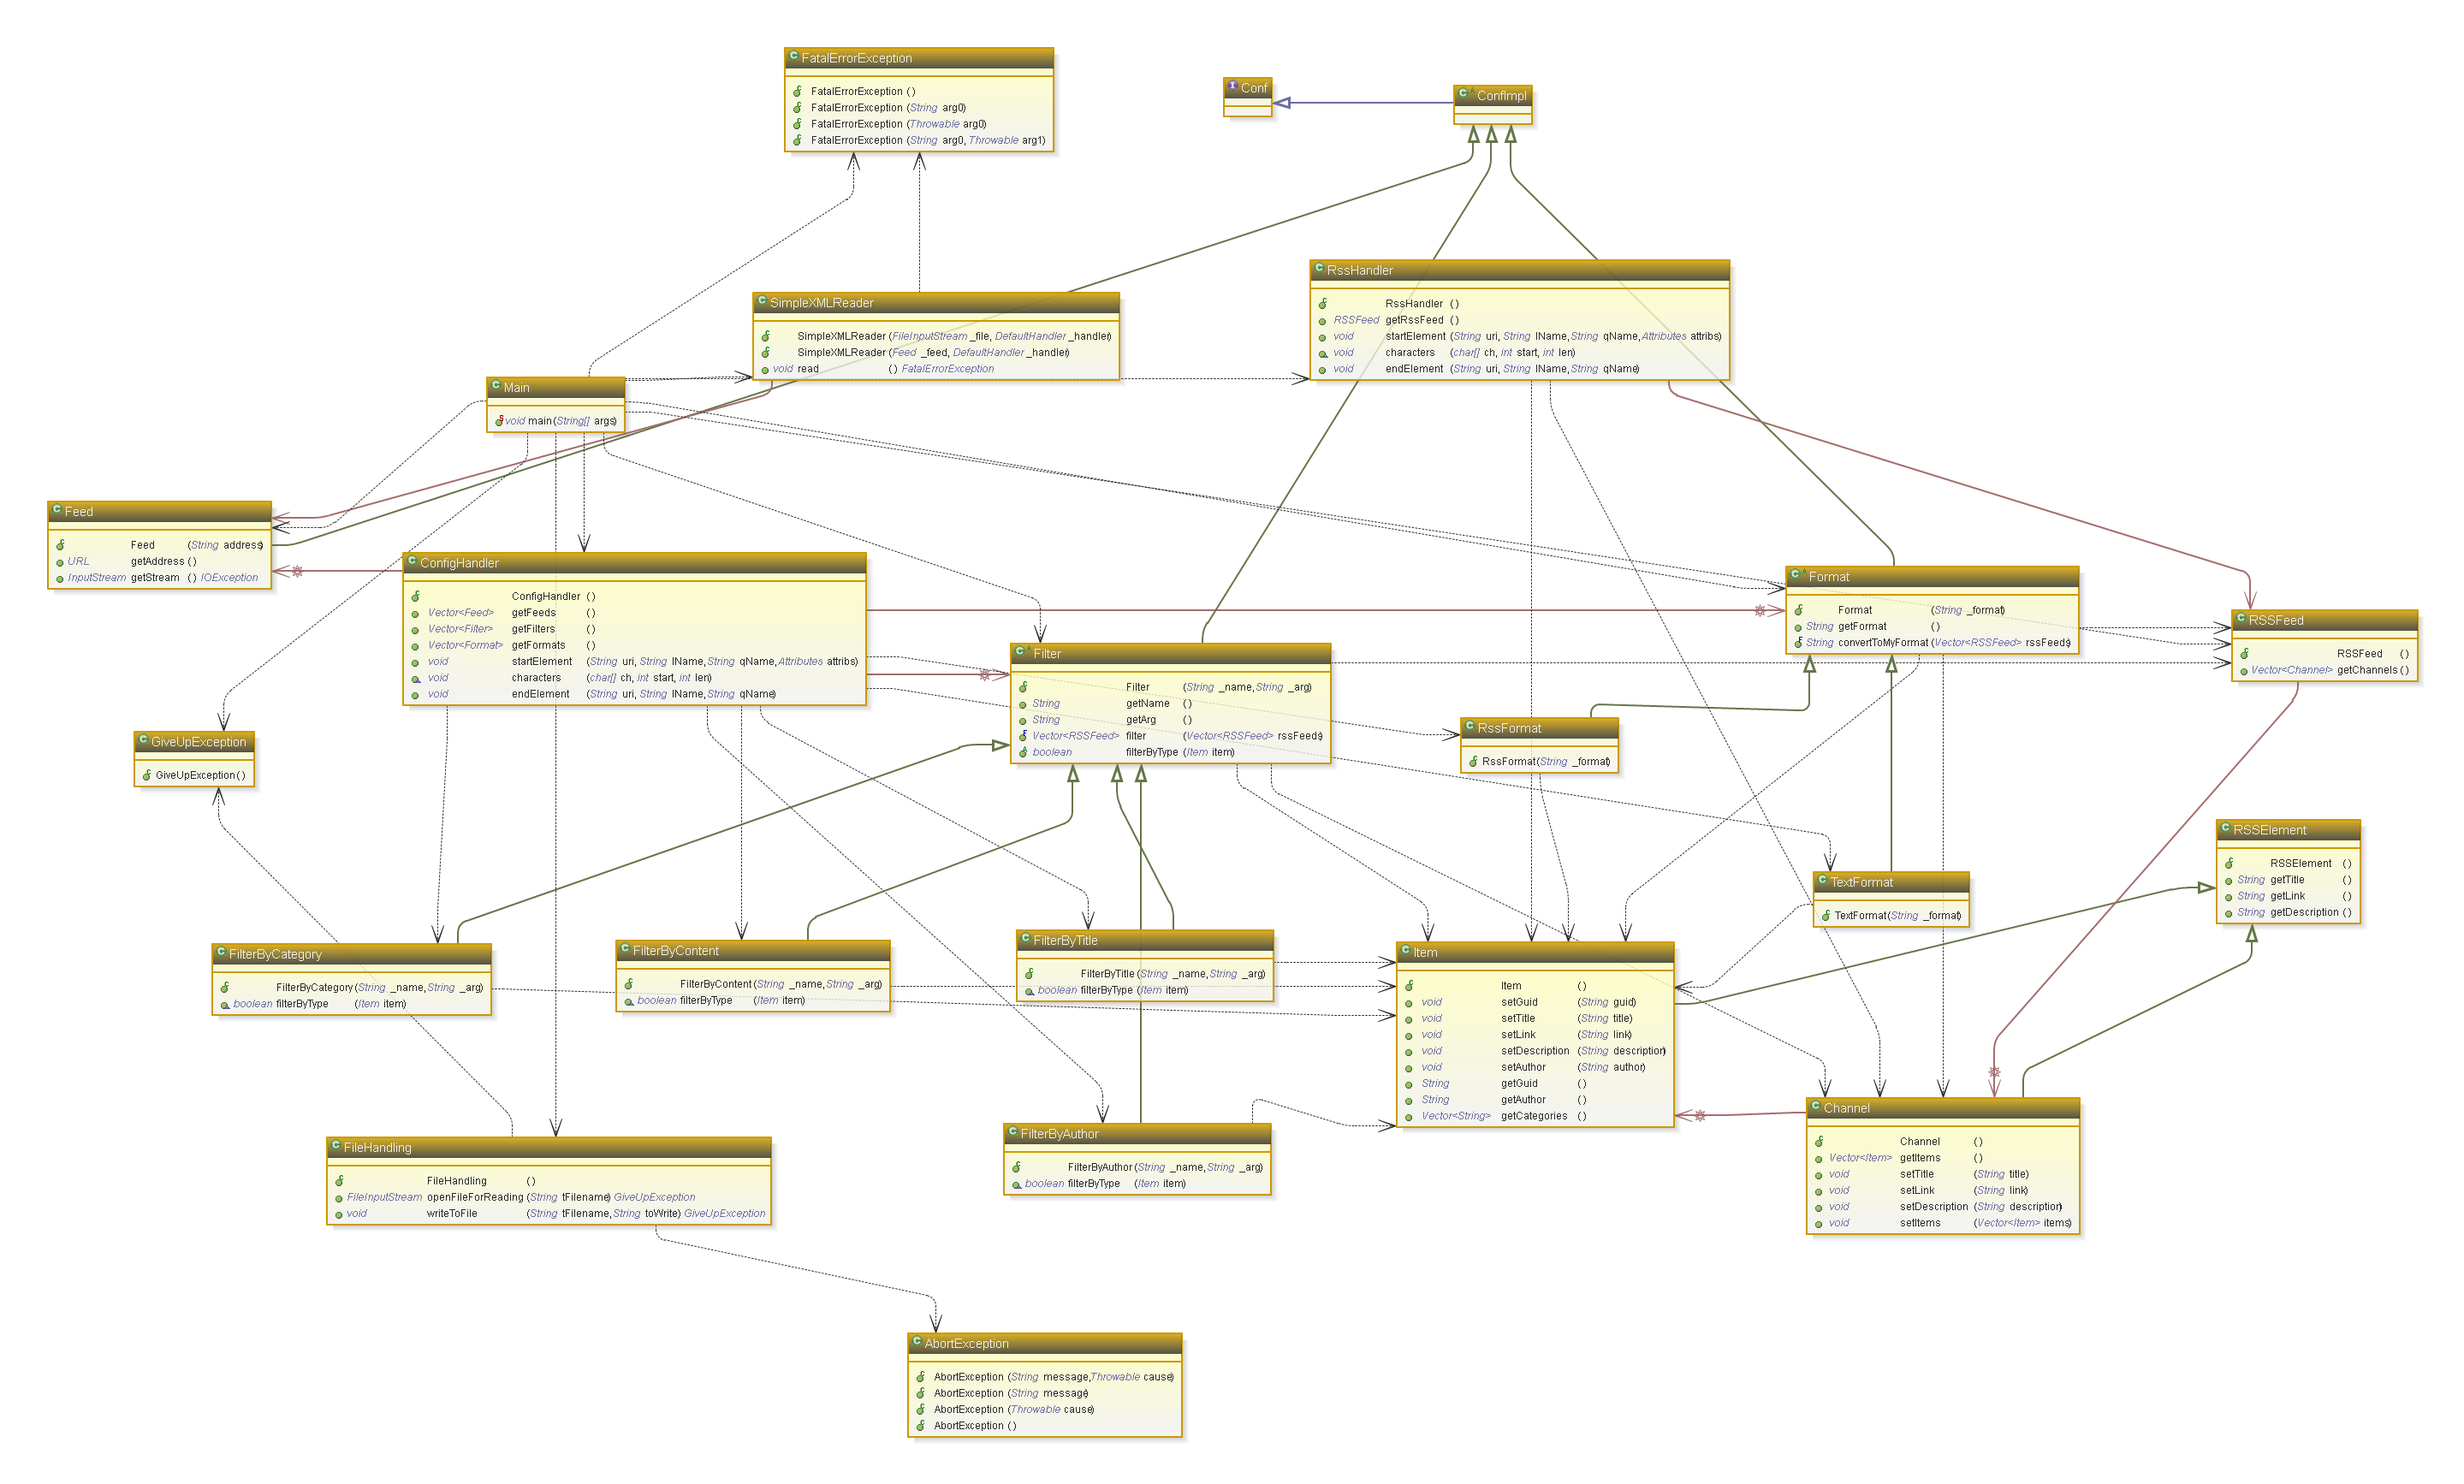 FatalErrorException
FatalErrorException ()
FatalErrorException (String arg0)
FatalErrorException (Throwable arg0)
FatalErrorException (String arg0, Throwable arg1)
Conf
ConfImpl
SimpleXMLReader
SimpleXMLReader (FileInputStream _file, DefaultHandler _handler)
SimpleXMLReader (Feed _feed, DefaultHandler _handler)
void read () FatalErrorException
RssHandler
RssHandler ()
RSSFeed getRssFeed ()
void startElement (String uri, String lName, String qName, Attributes attribs)
void characters (char[] ch, int start, int len)
void endElement (String uri, String lName, String qName)
Main
void main (String[] args)
Feed
Feed (String address)
URL getAddress ()
InputStream getStream () IOException
ConfigHandler
ConfigHandler ()
Vector<Feed> getFeeds ()
Vector<Filter> getFilters ()
Vector<Format> getFormats ()
void startElement (String uri, String lName, String qName, Attributes attribs)
void characters (char[] ch, int start, int len)
void endElement (String uri, String lName, String qName)
Format
Format (String _format)
String getFormat ()
String convertToMyFormat (Vector<RSSFeed> rssFeeds)
RSSFeed
RSSFeed ()
Vector<Channel> getChannels ()
Filter
Filter (String _name, String _arg)
String getName ()
String getArg ()
Vector<RSSFeed> filter (Vector<RSSFeed> rssFeeds)
boolean filterByType (Item item)
RssFormat
RssFormat (String _format)
GiveUpException
GiveUpException ()
RSSElement
RSSElement ()
String getTitle ()
String getLink ()
String getDescription ()
TextFormat
TextFormat (String _format)
FilterByCategory
FilterByCategory (String _name, String _arg)
boolean filterByType (Item item)
FilterByContent
FilterByContent (String _name, String _arg)
boolean filterByType (Item item)
FilterByTitle
FilterByTitle (String _name, String _arg)
boolean filterByType (Item item)
Item
Item ()
void setGuid (String guid)
void setTitle (String title)
void setLink (String link)
void setDescription (String description)
void setAuthor (String author)
String getGuid ()
String getAuthor ()
Vector<String> getCategories ()
Channel
Channel ()
Vector<Item> getItems ()
void setTitle (String title)
void setLink (String link)
void setDescription (String description)
void setItems (Vector<Item> items)
FilterByAuthor
FilterByAuthor (String _name, String _arg)
boolean filterByType (Item item)
FileHandling
FileHandling ()
FileInputStream openFileForReading (String tFilename) GiveUpException
void writeToFile (String tFilename, String toWrite) GiveUpException
AbortException
AbortException (String message, Throwable cause)
AbortException (String message)
AbortException (Throwable cause)
AbortException ()